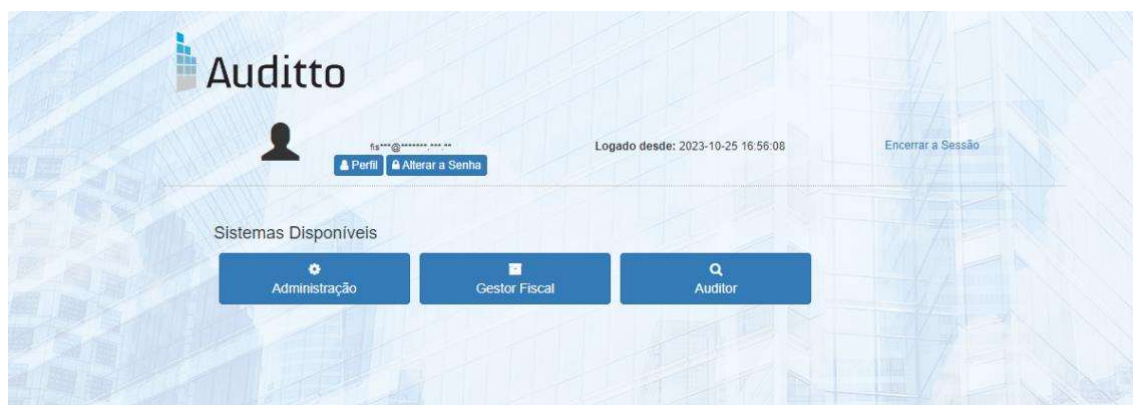 Auditto
fis***@*******.***.**
Perfil Alterar a Senha
Logado desde: 2023-10-25 16:56:08
Encerrar a Sessão
Sistemas Disponíveis
Administração
Gestor Fiscal
Auditor